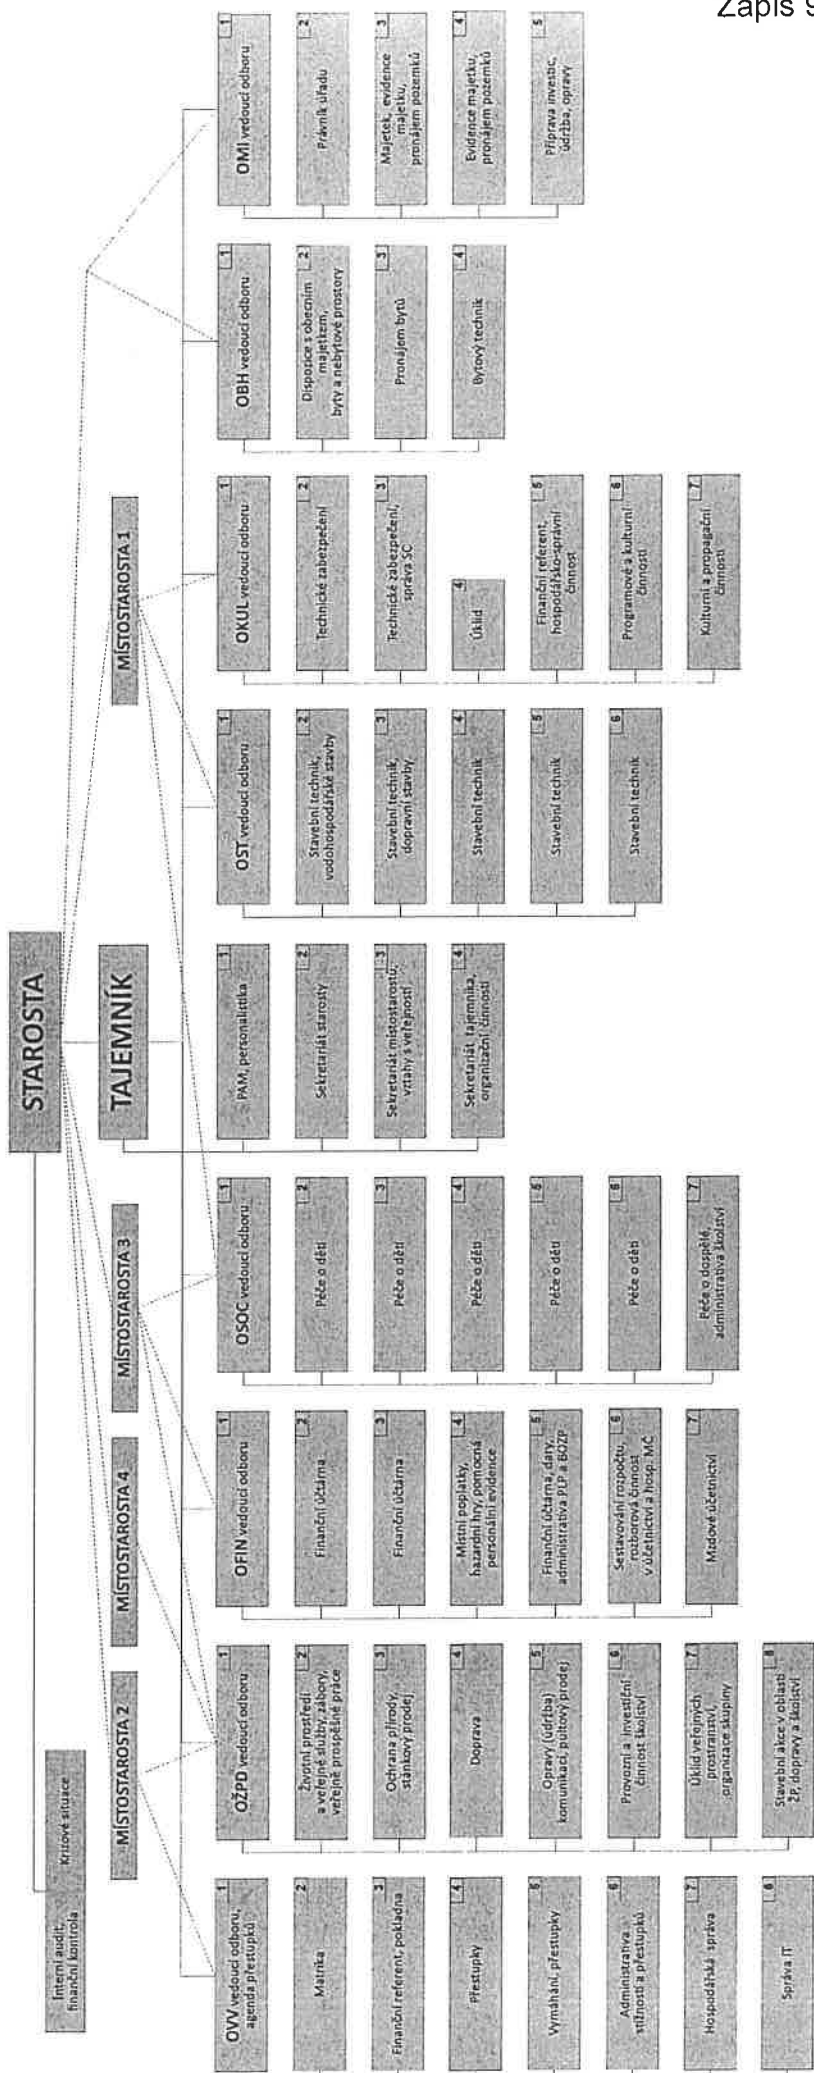 Zápis 9
STAROSTA
Interní audit,
finanční kontrola
Krizové situace
TAJEMNÍK
MÍSTOSTAROSTA 2
MÍSTOSTAROSTA 4
MÍSTOSTAROSTA 3
MÍSTOSTAROSTA 1
1
OVV vedoucí odboru,
agenda přestupků
2
Matrika
3
Finanční referent, pokladna
4
Přestupky
5
Vymáhání, přestupky
6
Administrativa
stížností a přestupků
7
Hospodářská správa
8
Správa IT
1
OŽPD vedoucí odboru
2
Životní prostředí
a veřejné služby, zábory,
veřejně prospěšné práce
3
Ochrana přírody,
stánkový prodej
4
Doprava
5
Opravy (údržba)
komunikací, pultový prodej
6
Provozní a investiční
činnost školství
7
Úklid veřejných
prostranství,
organizace skupiny
8
Stavební akce v oblasti
ŽP, dopravy a školství
1
OFIN vedoucí odboru
2
Finanční účtárna
3
Finanční účtárna
4
Místní poplatky,
hazardní hry, pomocná
personální evidence
5
Finanční účtárna, dary,
administrativa PLP a BOZP
6
Sestavování rozpočtu,
rozborová činnost
v účetnictví a hosp. MČ
7
Mzdové účetnictví
1
OSOC vedoucí odboru
2
Péče o děti
3
Péče o děti
4
Péče o děti
5
Péče o děti
6
Péče o děti
7
Péče o dospělé,
administrativa školství
1
PAM, personalistika
2
Sekretariát starosty
3
Sekretariát místostarostů,
vztahy s veřejností
4
Sekretariát tajemníka,
organizační činnosti
1
OST vedoucí odboru
2
Stavební technik,
vodohospodářské stavby
3
Stavební technik,
dopravní stavby
4
Stavební technik
5
Stavební technik
6
Stavební technik
1
OKUL vedoucí odboru
2
Technické zabezpečení
3
Technické zabezpečení,
správa SC
4
Úklid
5
Finanční referent,
hospodářsko-správní
činnost
6
Programové a kulturní
činnosti
7
Kulturní a propagační
činnosti
1
OBH vedoucí odboru
2
Dispozice s obecním
majetkem,
byty a nebytové prostory
3
Pronájem bytů
4
Bytový technik
1
OMI vedoucí odboru
2
Právník úřadu
3
Majetek, evidence
majetku,
pronájem pozemků
4
Evidence majetku,
pronájem pozemků
5
Příprava investic,
údržba, opravy